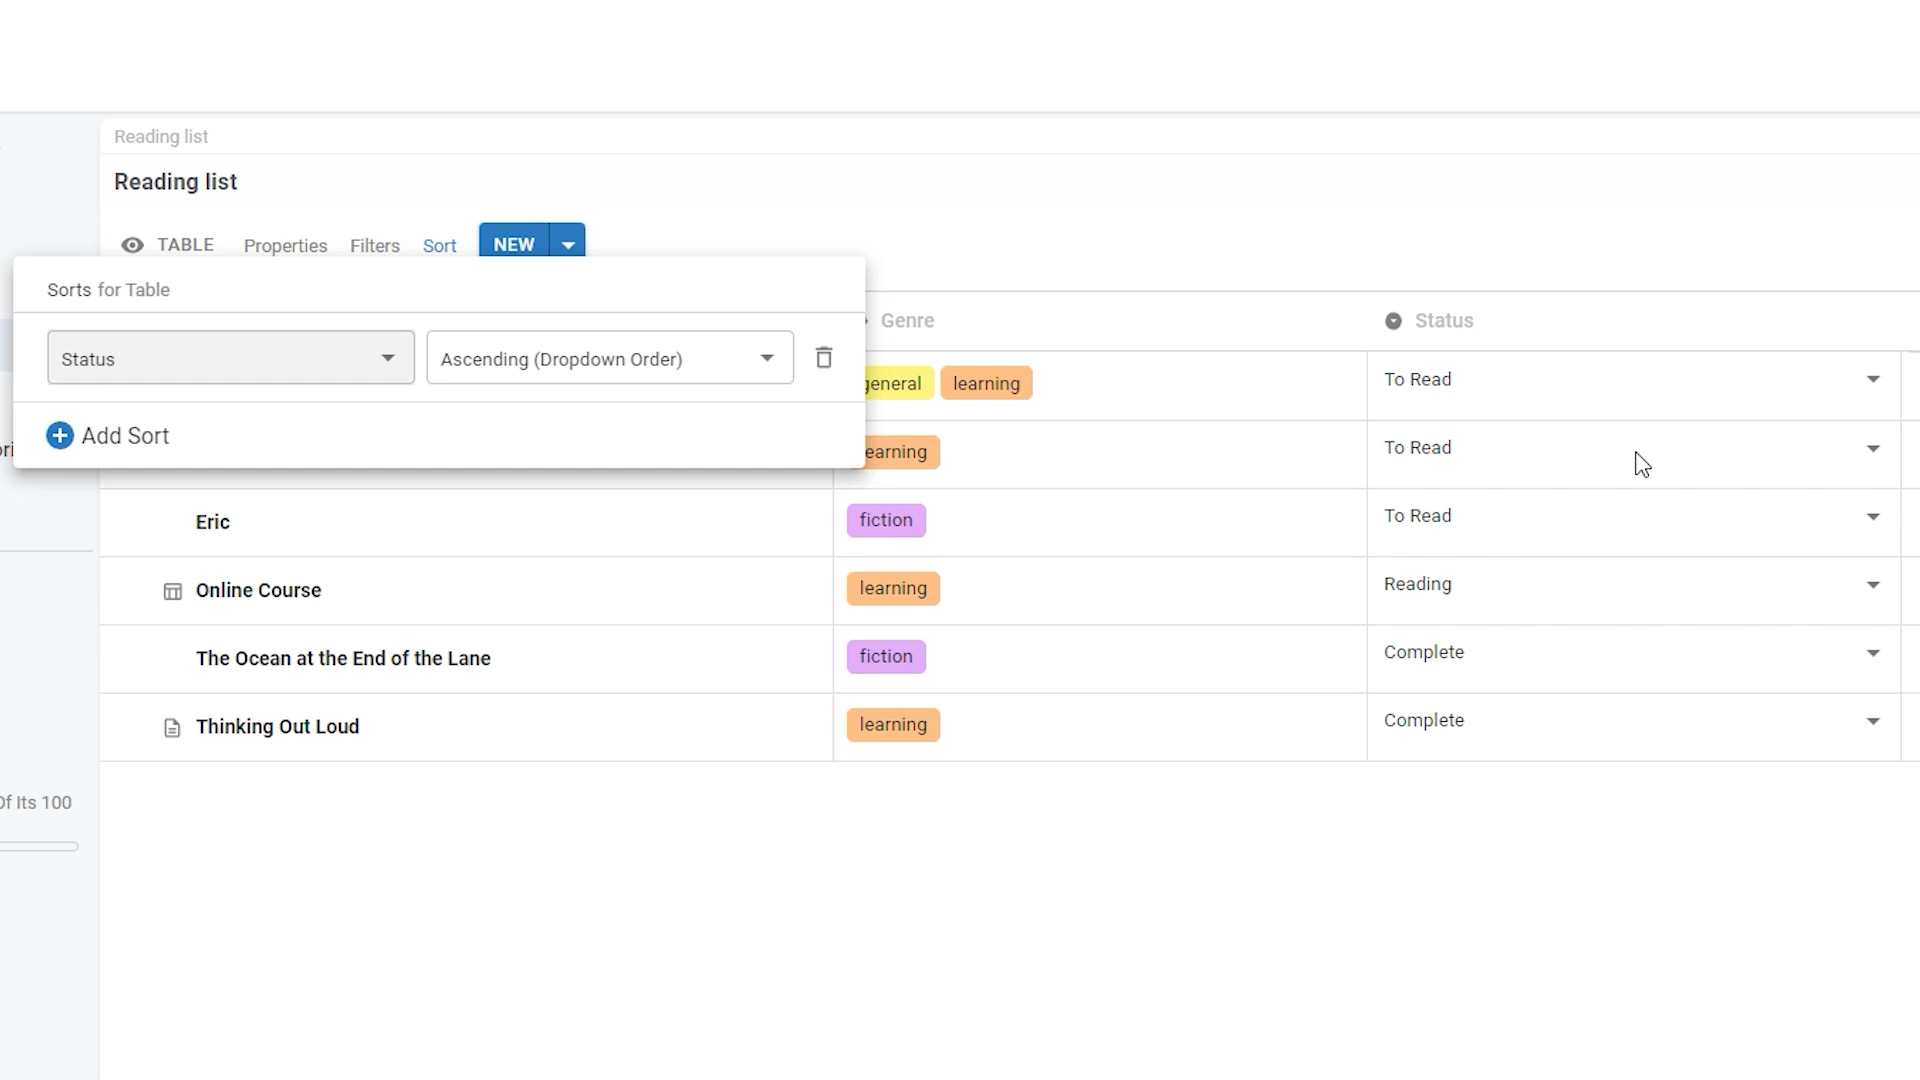 Reading list
Reading list
TABLE Properties Filters Sort NEW
Sorts for Table
Genre Status
Status Ascending (Dropdown Order)
learning To Read
Add Sort
To Read
Eric fiction To Read
Online Course learning Reading
The Ocean at the End of the Lane fiction Complete
Thinking Out Loud learning Complete
Of Its 100